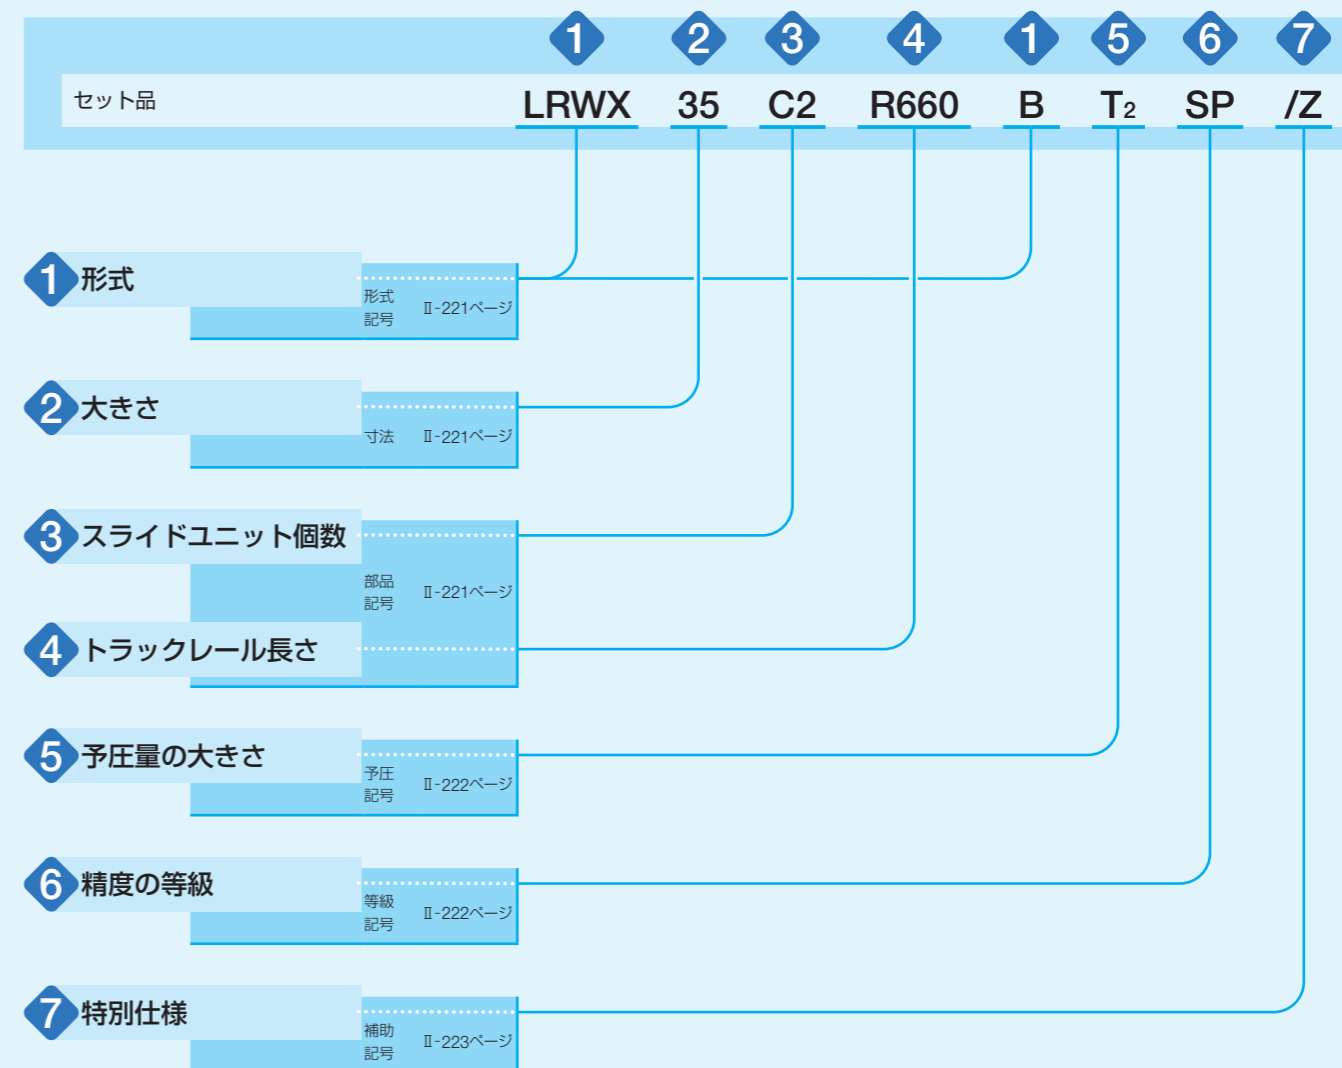 1 2 3 4 1 5 6 7
セット品 LRWX 35 C2 R660 B T2 SP /Z
1 形式
形式
記号 Ⅱ-221ページ
2 大きさ
寸法 Ⅱ-221ページ
3 スライドユニット個数
部品
記号 Ⅱ-221ページ
4 トラックレール長さ
5 予圧量の大きさ
予圧
記号 Ⅱ-222ページ
6 精度の等級
等級
記号 Ⅱ-222ページ
7 特別仕様
補助
記号 Ⅱ-223ページ